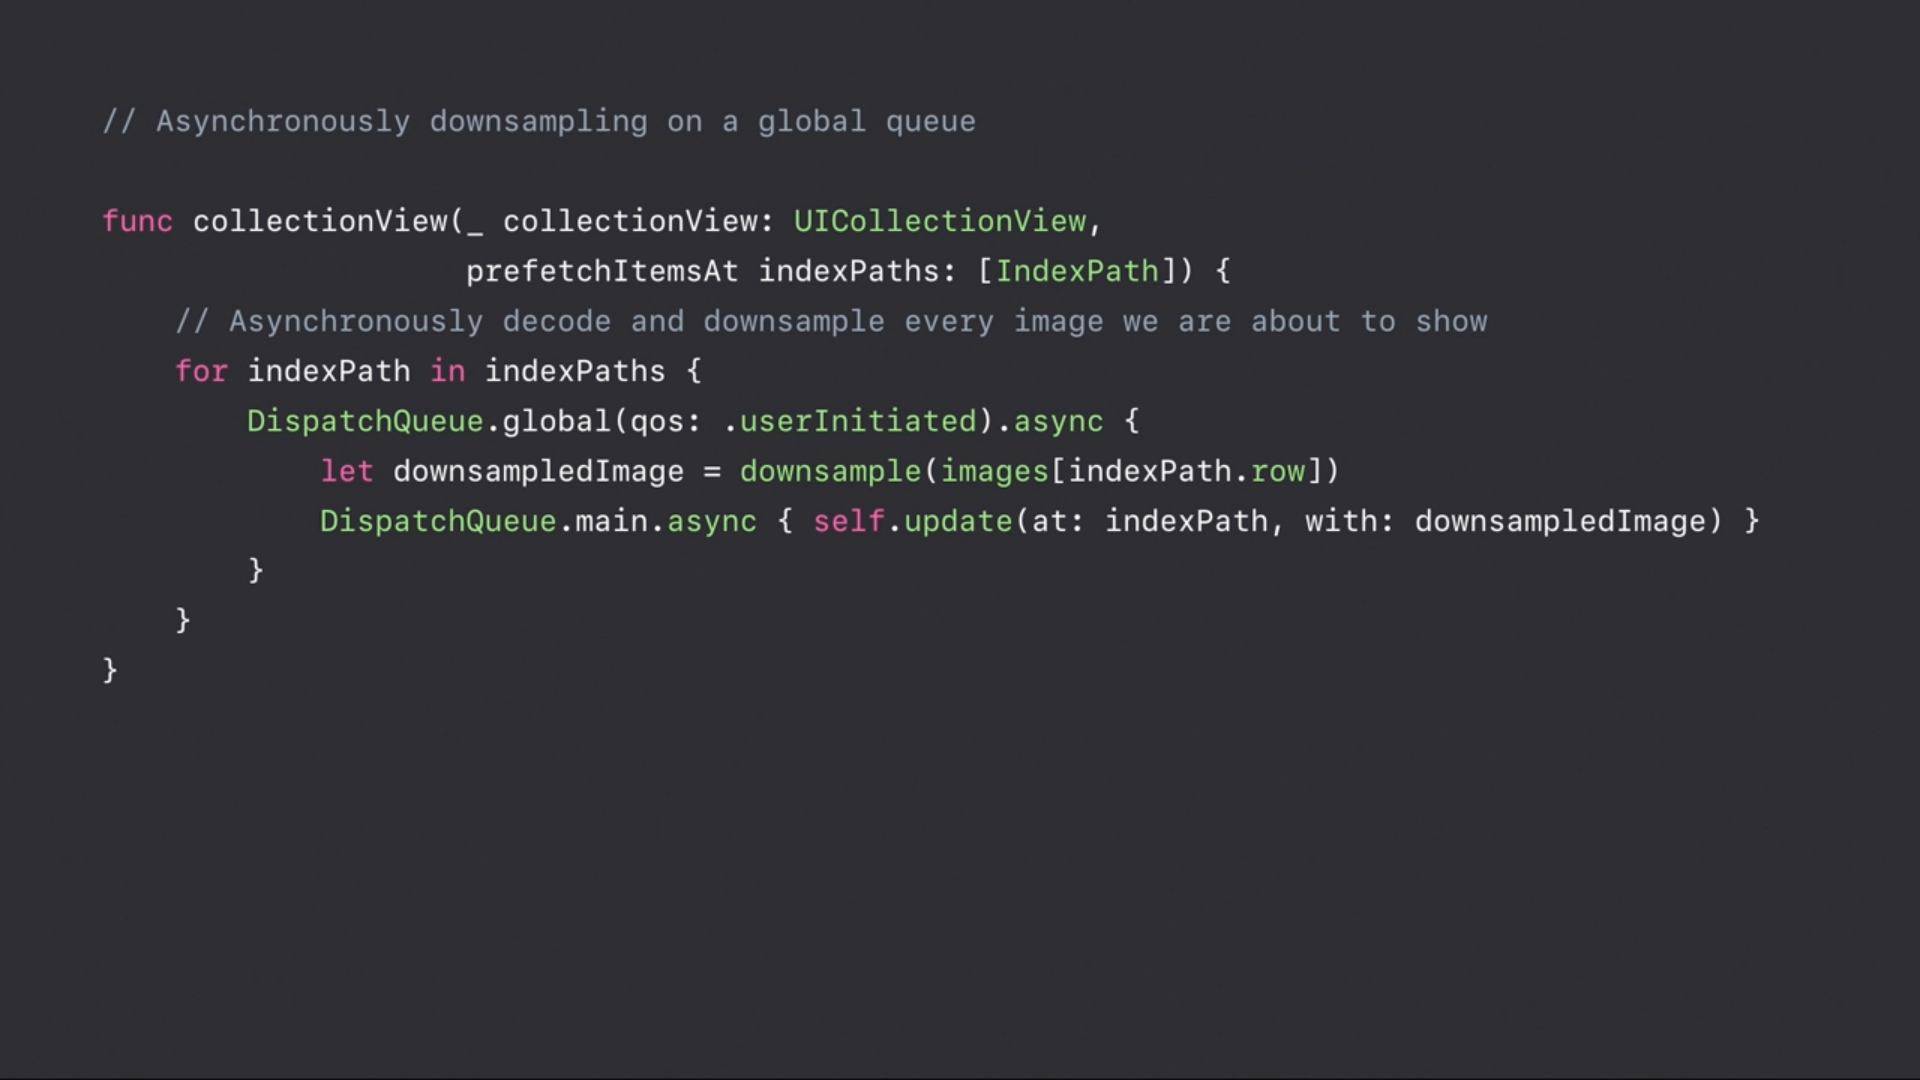 // Asynchronously downsampling on a global queue
func collectionView(_ collectionView: UICollectionView,
prefetchItemsAt indexPaths: [IndexPath]) {
// Asynchronously decode and downsample every image we are about to show
for indexPath in indexPaths {
DispatchQueue.global(qos: .userInitiated).async {
let downsampledImage = downsample(images[indexPath.row])
DispatchQueue.main.async { self.update(at: indexPath, with: downsampledImage) }
}
}
}